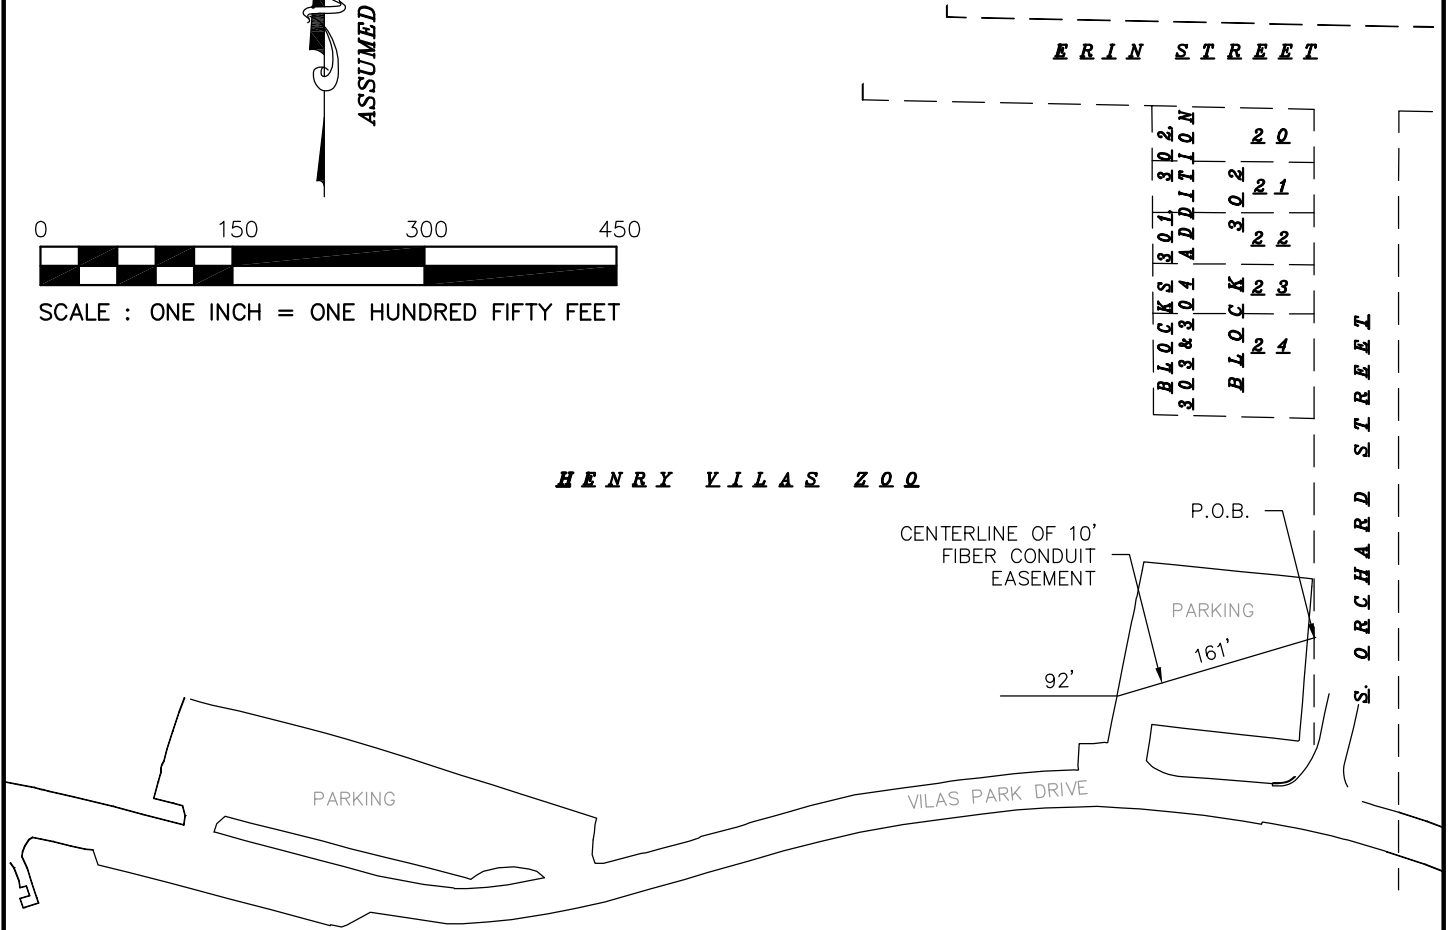 ASSUMED
ERIN STREET
0 150 300 450
SCALE : ONE INCH = ONE HUNDRED FIFTY FEET
BLOCKS 301, 302,
303&304 ADDITION
BLOCK 302
20
21
22
23
24
S. ORCHARD STREET
HENRY VILAS ZOO
P.O.B.
CENTERLINE OF 10'
FIBER CONDUIT
EASEMENT
PARKING
161'
92'
PARKING
VILAS PARK DRIVE